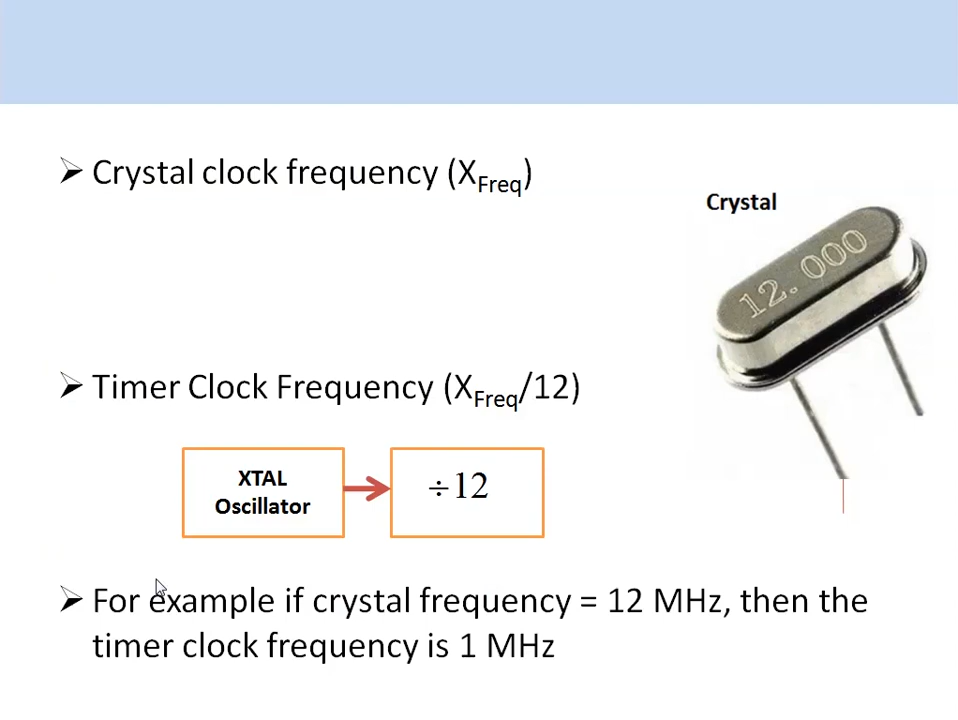 Crystal clock frequency (XFreq)
Crystal
12.000
Timer Clock Frequency (XFreq/12)
XTAL
Oscillator
÷12
For example if crystal frequency = 12 MHz, then the
timer clock frequency is 1 MHz